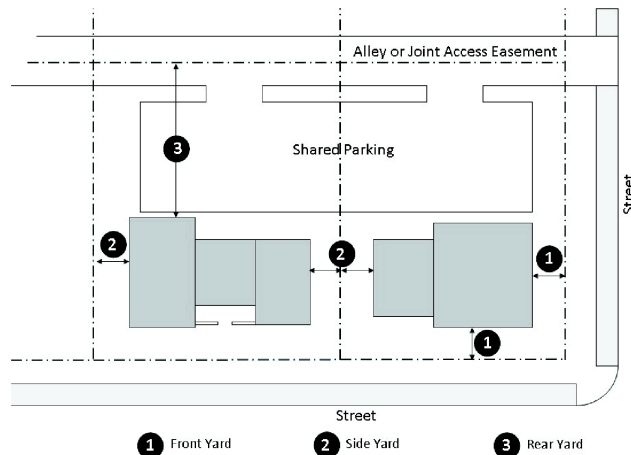 Alley or Joint Access Easement
3
Shared Parking
Street
2
2
1
1
Street
1 Front Yard
2 Side Yard
3 Rear Yard